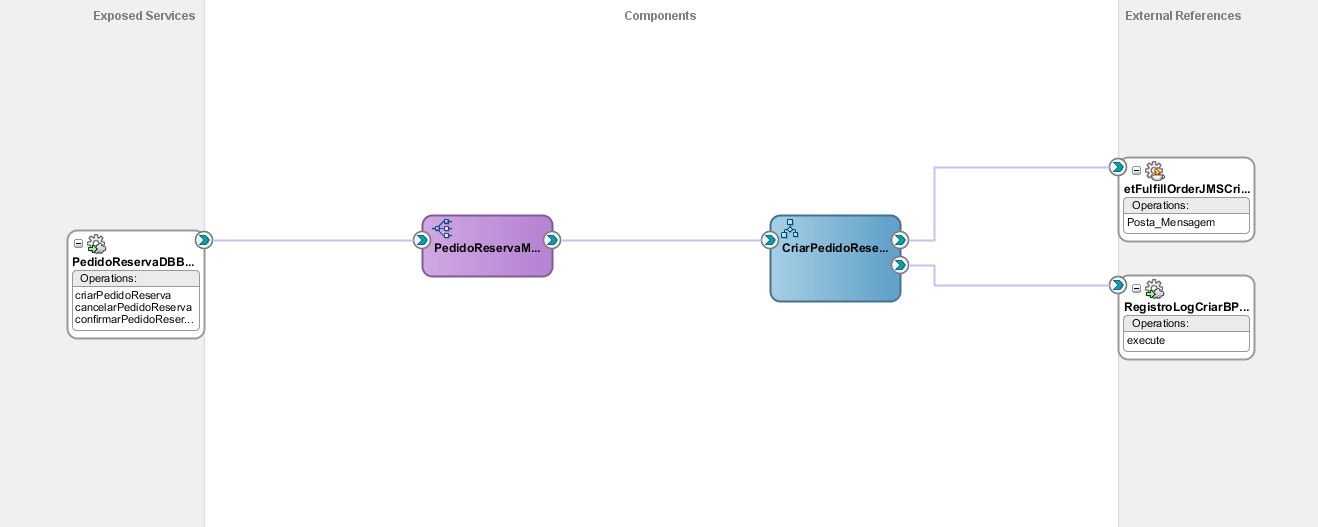 Exposed Services
Components
External References
PedidoReservaDBB...
Operations:
criarPedidoReserva
cancelarPedidoReserva
confirmarPedidoReser...
PedidoReservaM...
CriarPedidoRese...
etFulfillOrderJMSCri...
Operations:
Posta_Mensagem
RegistroLogCriarBP...
Operations:
execute